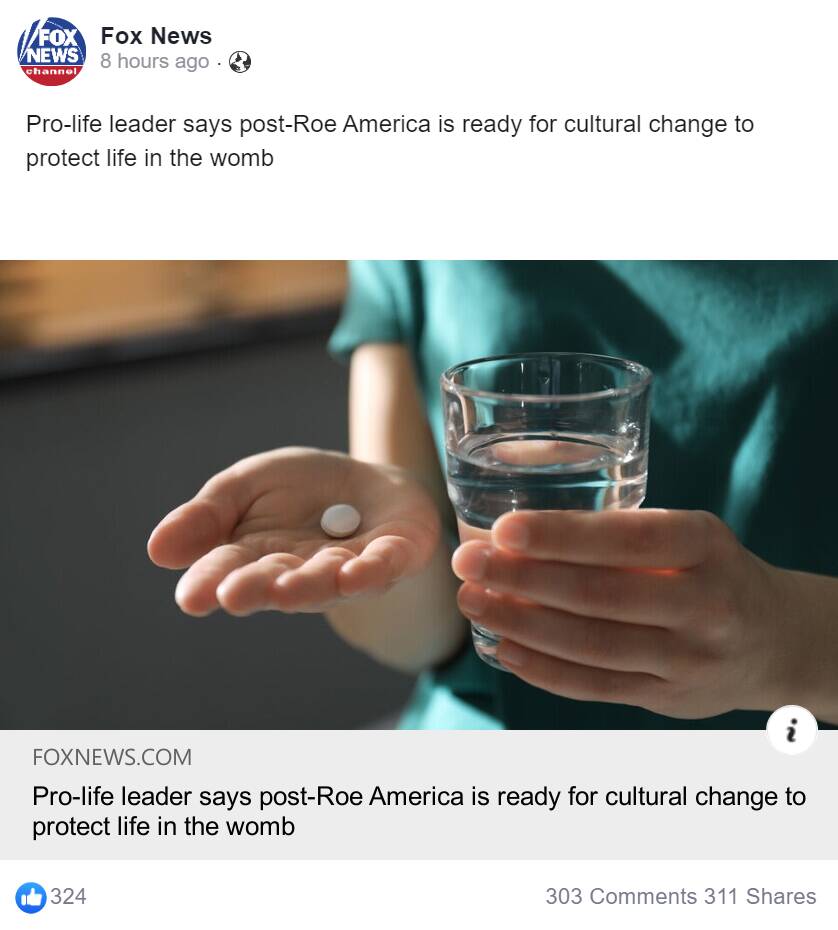 FOX
NEWS
channel
Fox News
8 hours ago ·
Pro-life leader says post-Roe America is ready for cultural change to
protect life in the womb
i
FOXNEWS.COM
Pro-life leader says post-Roe America is ready for cultural change to
protect life in the womb
324
303 Comments 311 Shares